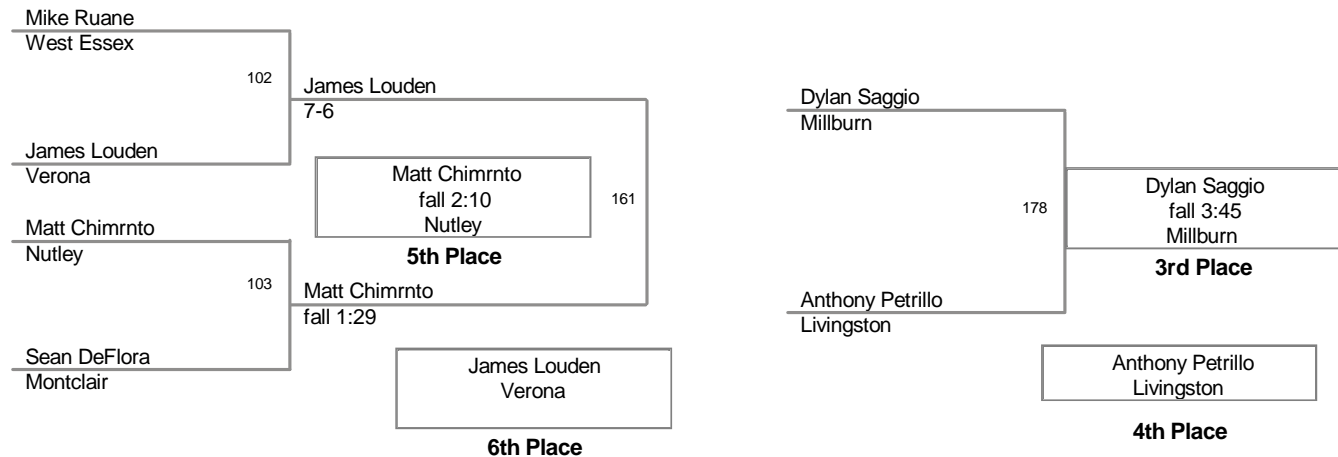 Mike Ruane
West Essex
102
James Louden
7-6
James Louden
Verona
Matt Chimrnto
fall 2:10
Nutley
5th Place
161
Matt Chimrnto
Nutley
103
Matt Chimrnto
fall 1:29
Sean DeFlora
Montclair
James Louden
Verona
6th Place
Dylan Saggio
Millburn
178
Dylan Saggio
fall 3:45
Millburn
3rd Place
Anthony Petrillo
Livingston
Anthony Petrillo
Livingston
4th Place